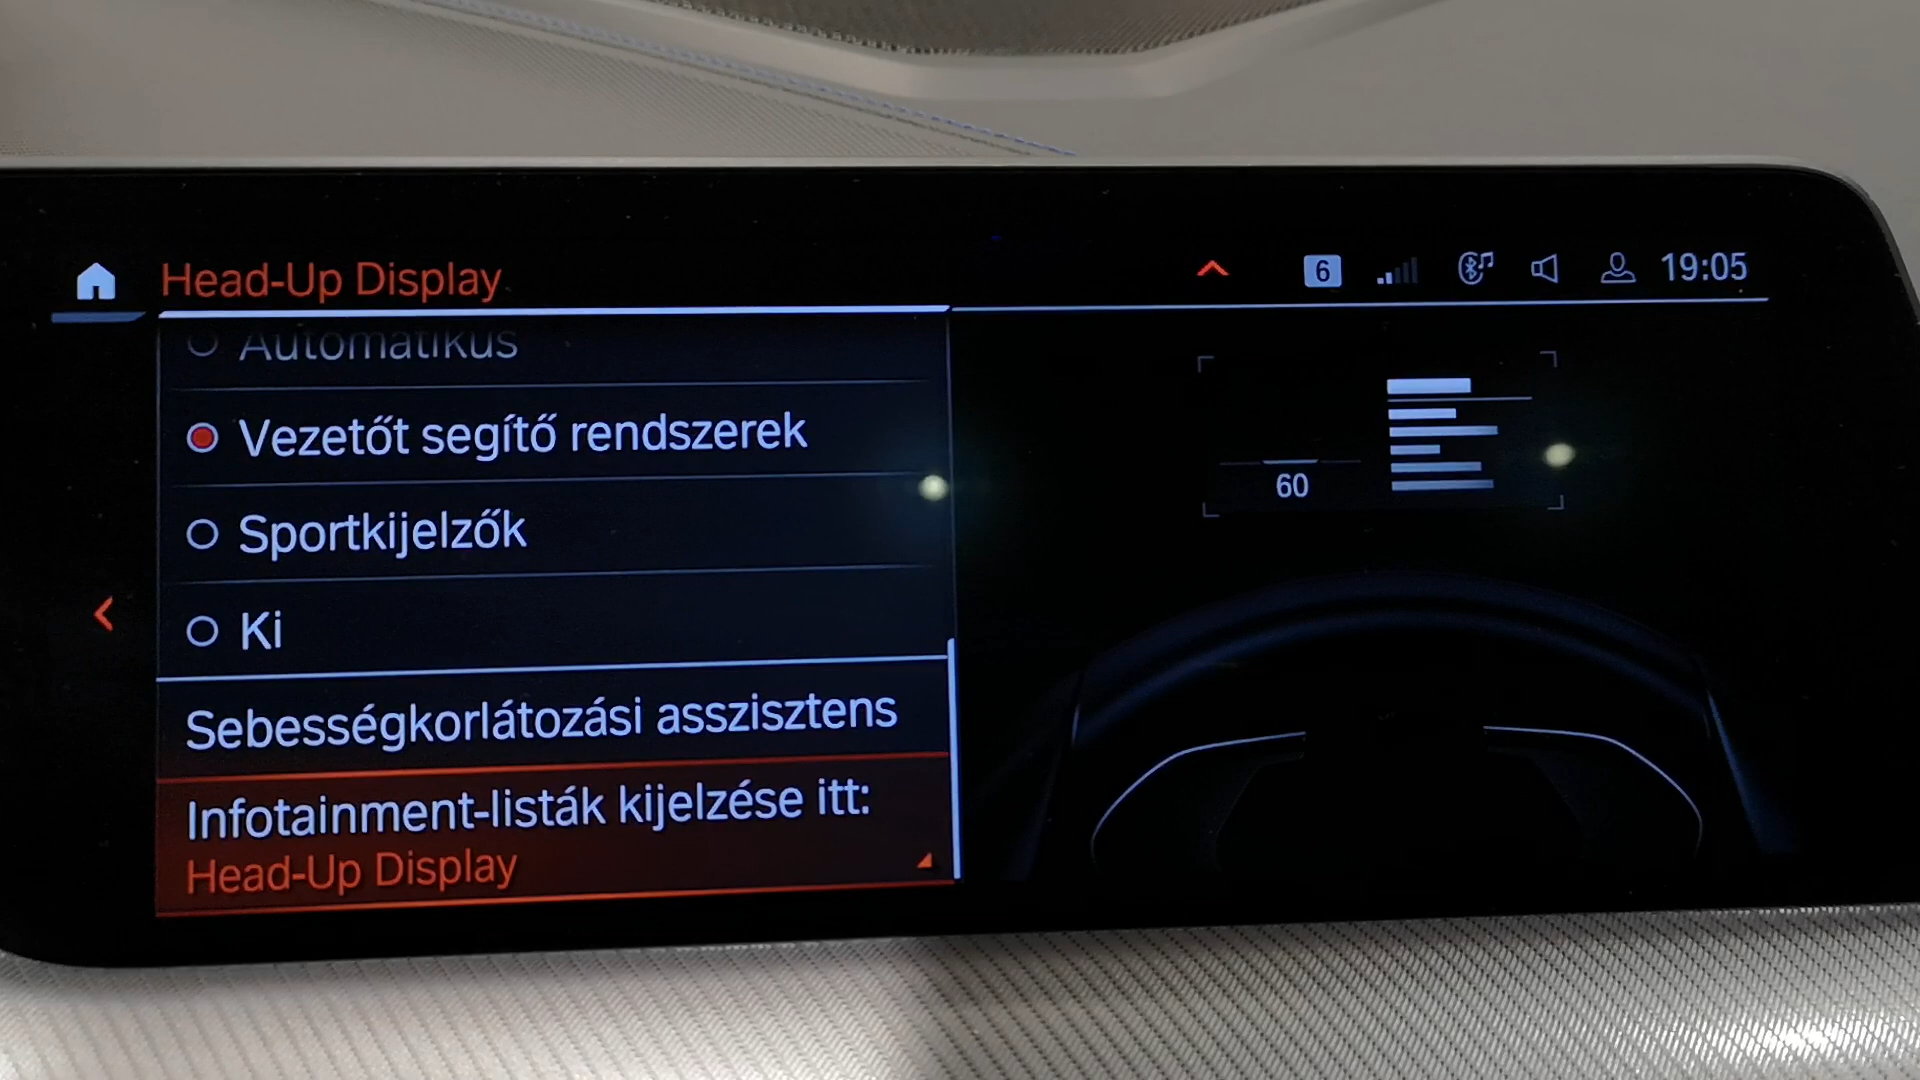 Head-Up Display
6
19:05
Automatikus
Vezetőt segítő rendszerek
Sportkijelzők
Ki
Sebességkorlátozási asszisztens
Infotainment-listák kijelzése itt:
Head-Up Display
60